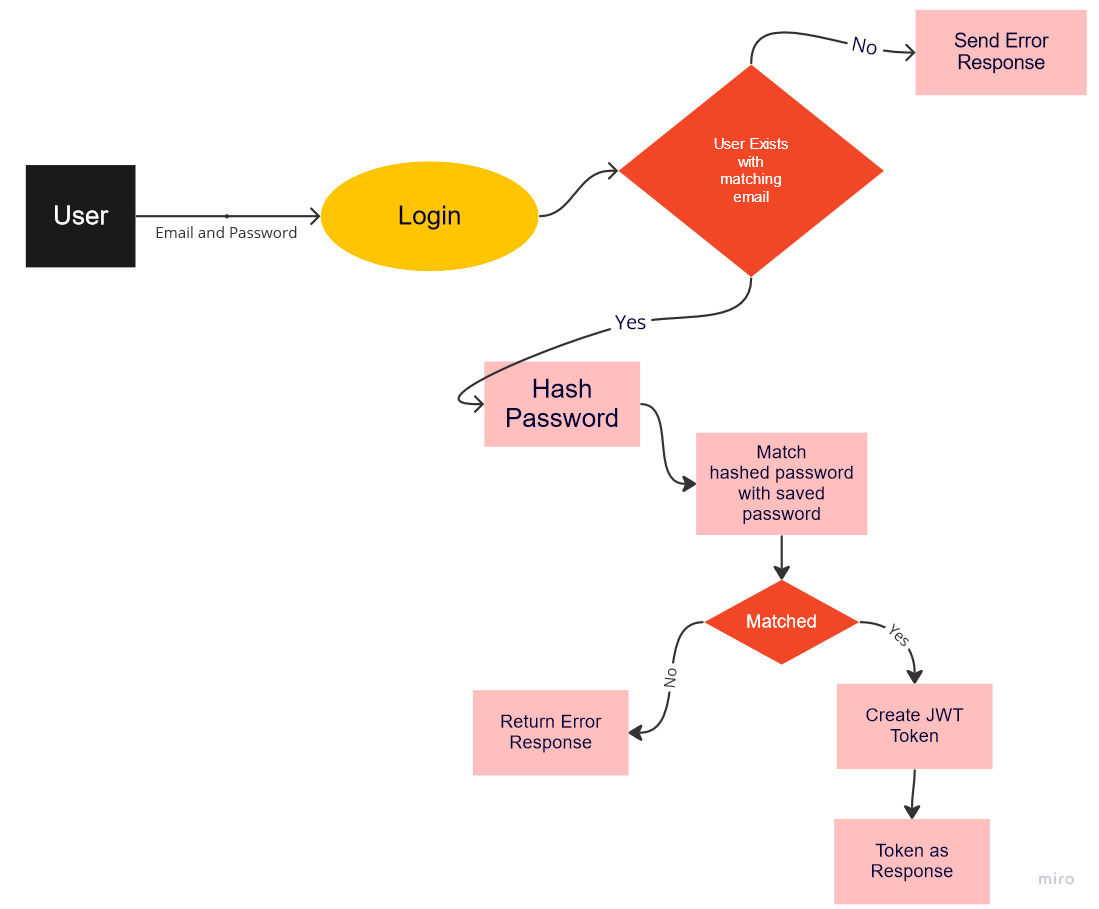 No
Send Error
Response
User Exists
with
matching
email
User
Login
Email and Password
Yes
Hash
Password
Match
hashed password
with saved
password
Matched
Yes
No
Return Error
Response
Create JWT
Token
Token as
Response
miro